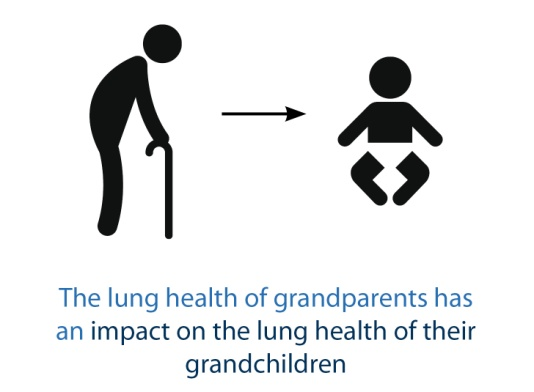 The lung health of grandparents has
an impact on the lung health of their
grandchildren